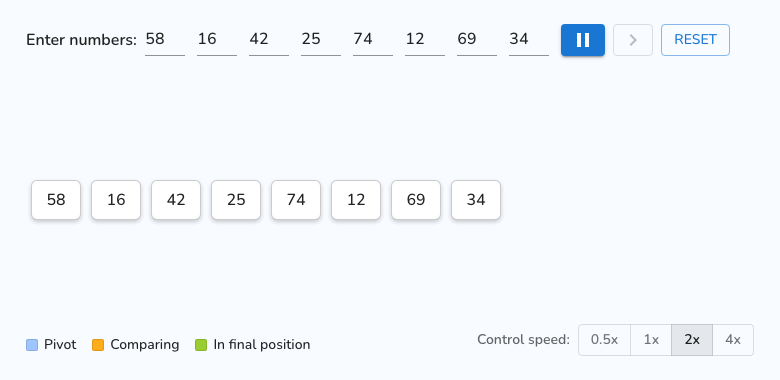 Enter numbers: 58 16 42 25 74 12 69 34 RESET
58 16 42 25 74 12 69 34
Pivot Comparing In final position Control speed: 0.5x 1x 2x 4x